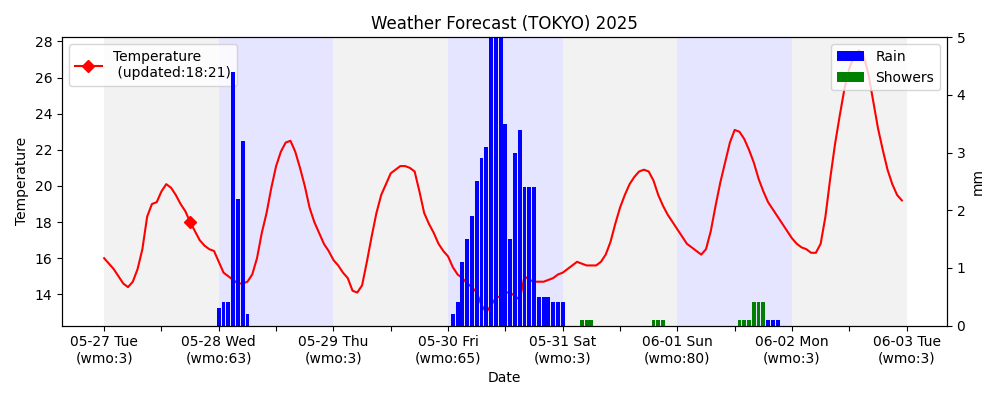 Weather Forecast (TOKYO) 2025
Temperature
(updated:18:21)
Rain
Showers
28
26
24
22
20
18
16
14
Temperature
5
4
3
2
1
0
mm
05-27 Tue
(wmo:3)
05-28 Wed
(wmo:63)
05-29 Thu
(wmo:3)
05-30 Fri
(wmo:65)
05-31 Sat
(wmo:3)
06-01 Sun
(wmo:80)
06-02 Mon
(wmo:3)
06-03 Tue
(wmo:3)
Date